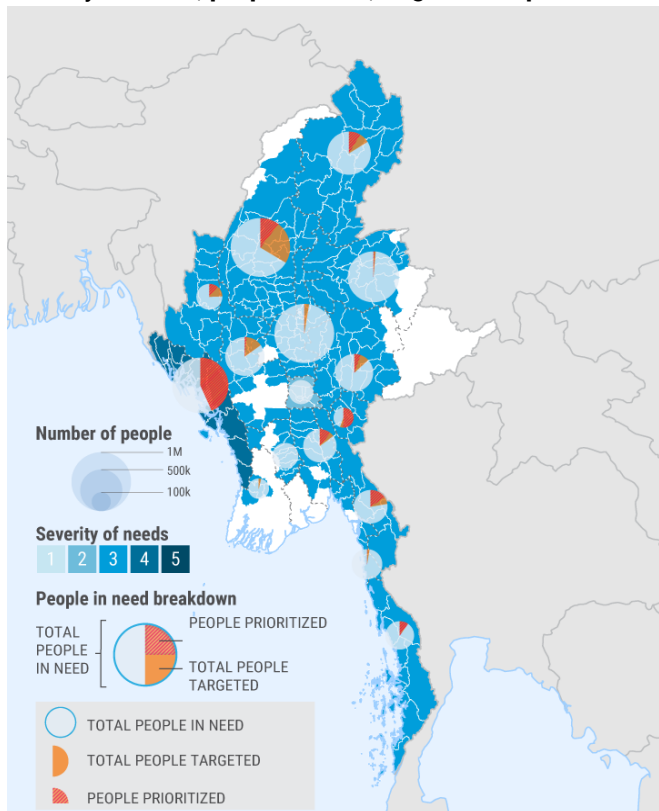 Number of people
1M
500k
100k
Severity of needs
1 2 3 4 5
People in need breakdown
TOTAL
PEOPLE
IN NEED
PEOPLE PRIORITIZED
TOTAL PEOPLE
TARGETED
TOTAL PEOPLE IN NEED
TOTAL PEOPLE TARGETED
PEOPLE PRIORITIZED